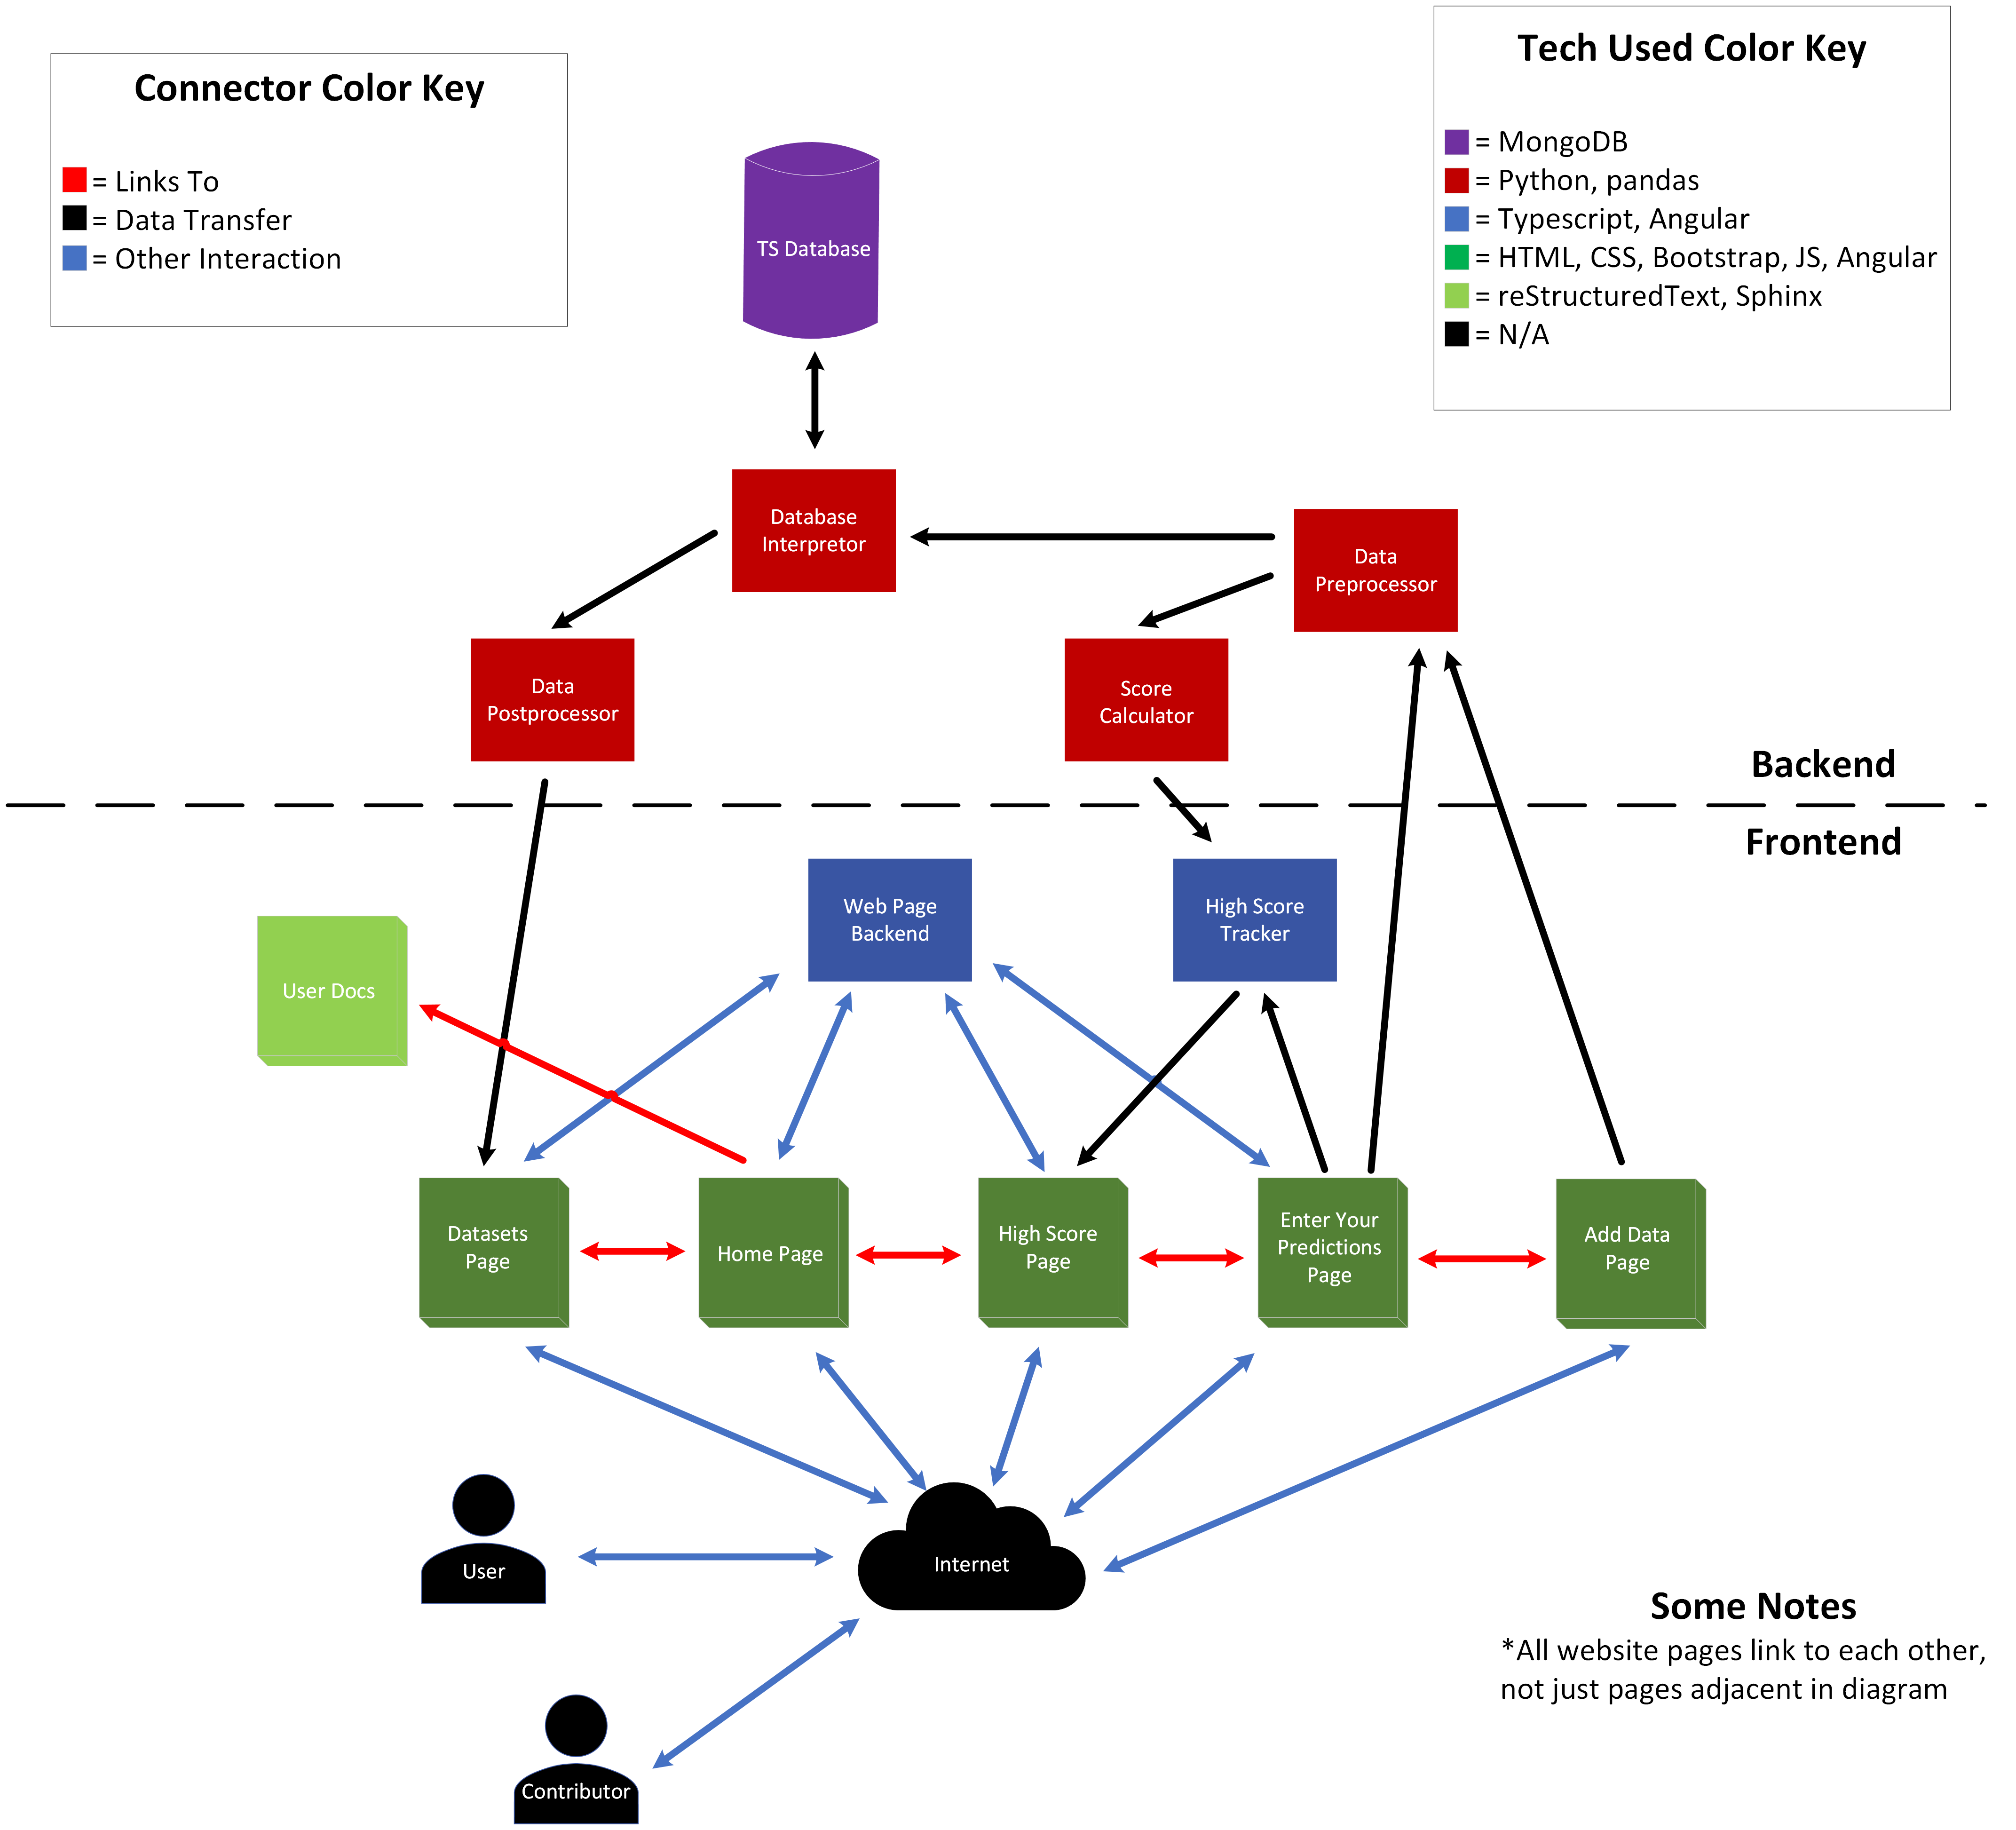 Connector Color Key
= Links To
= Data Transfer
= Other Interaction
Tech Used Color Key
= MongoDB
= Python, pandas
= Typescript, Angular
= HTML, CSS, Bootstrap, JS, Angular
= reStructuredText, Sphinx
= N/A
TS Database
Database
Interpretor
Data
Preprocessor
Data
Postprocessor
Score
Calculator
Backend
Frontend
Web Page
Backend
High Score
Tracker
User Docs
Datasets
Page
Home Page
High Score
Page
Enter Your
Predictions
Page
Add Data
Page
User
Internet
Contributor
Some Notes
*All website pages link to each other,
not just pages adjacent in diagram